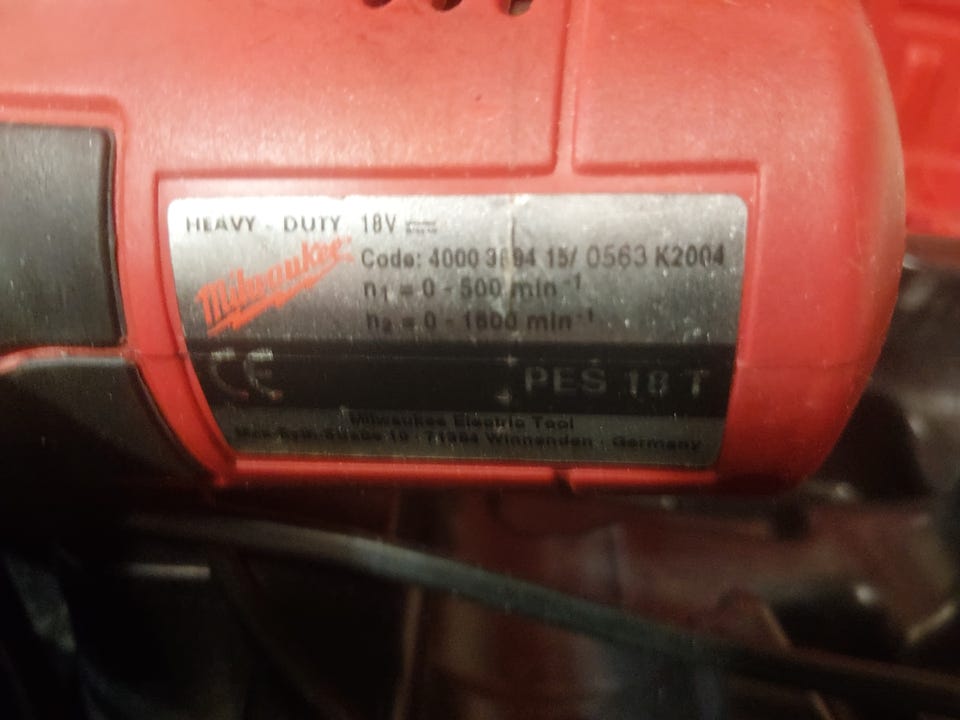 HEAVY - DUTY 18V
Milwaukee
Code: 4000 15/ 0563 K2004
n1 = 0 - 500 min-1
n2 = 0 - 1600 min-1
CE
PES 18 T
Milwaukee Electric Tool
10 · 71364 Winnenden · Germany